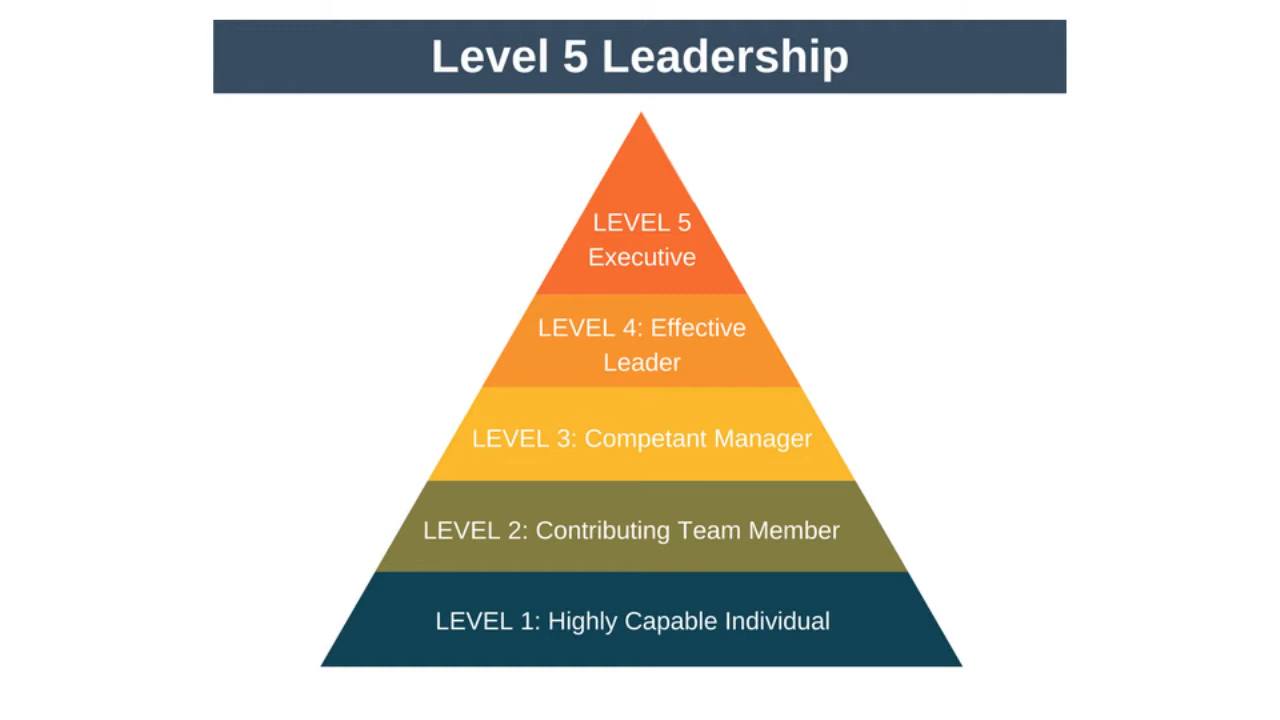 Level 5 Leadership
LEVEL 5
Executive
LEVEL 4: Effective
Leader
LEVEL 3: Competant Manager
LEVEL 2: Contributing Team Member
LEVEL 1: Highly Capable Individual